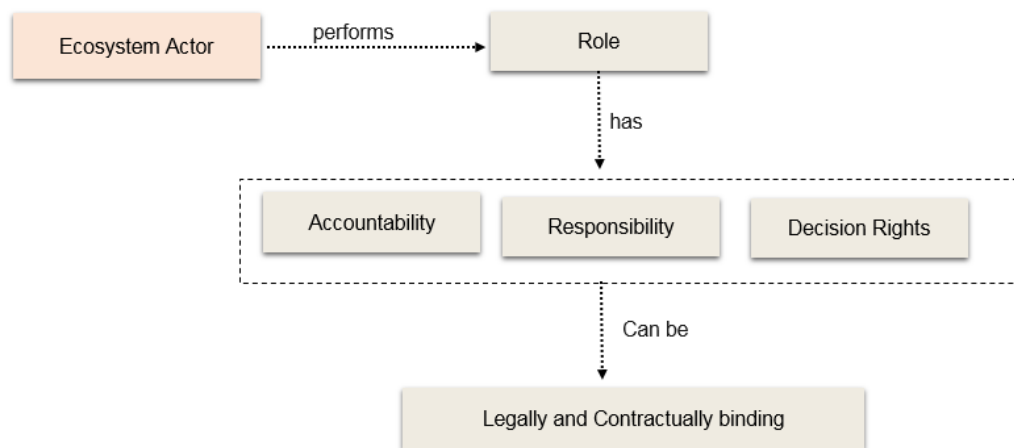 Ecosystem Actor
performs
Role
has
Accountability
Responsibility
Decision Rights
Can be
Legally and Contractually binding